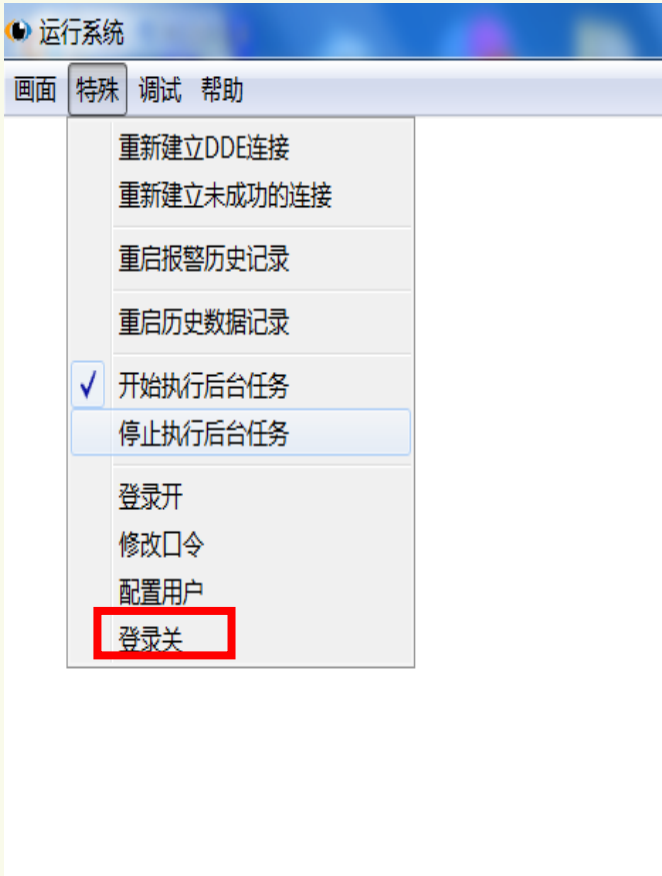 运行系统
画面 特殊 调试 帮助
重新建立DDE连接
重新建立未成功的连接
重启报警历史记录
重启历史数据记录
开始执行后台任务
停止执行后台任务
登录开
修改口令
配置用户
登录关